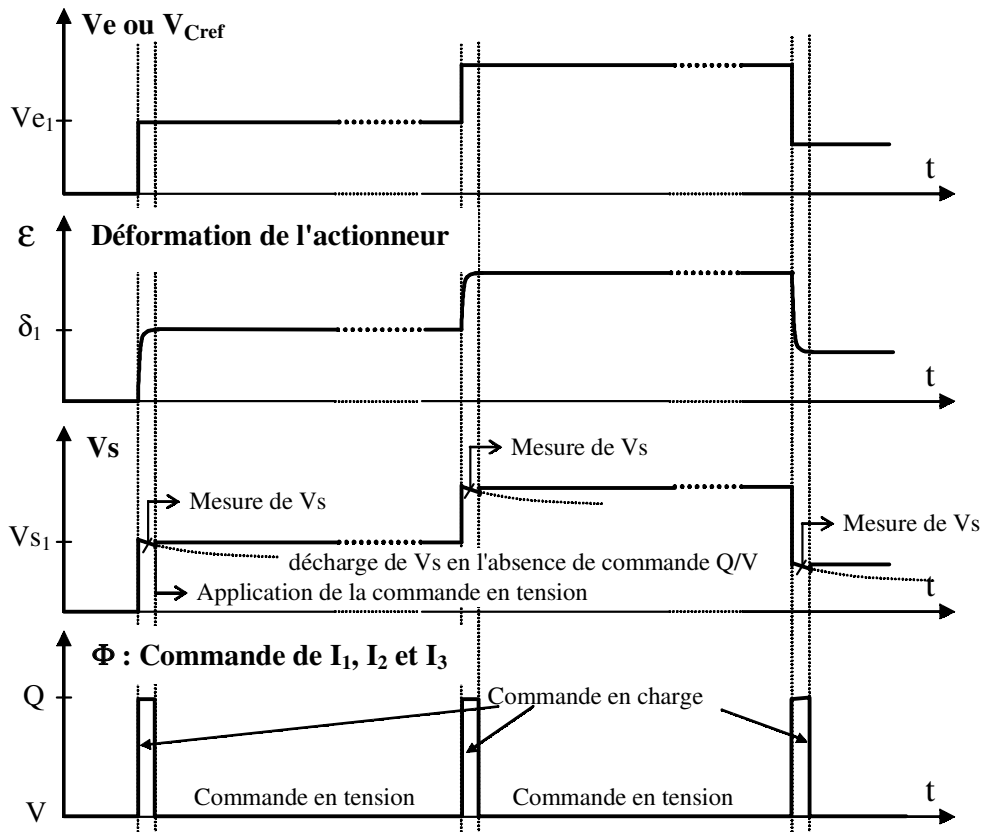 Ve ou V_Cref
Ve₁
t
ε
Déformation de l'actionneur
δ₁
t
Vs
Mesure de Vs
Mesure de Vs
Mesure de Vs
Vs₁
décharge de Vs en l'absence de commande Q/V
t
Application de la commande en tension
Φ : Commande de I₁, I₂ et I₃
Q
Commande en charge
Commande en tension
Commande en tension
t
V